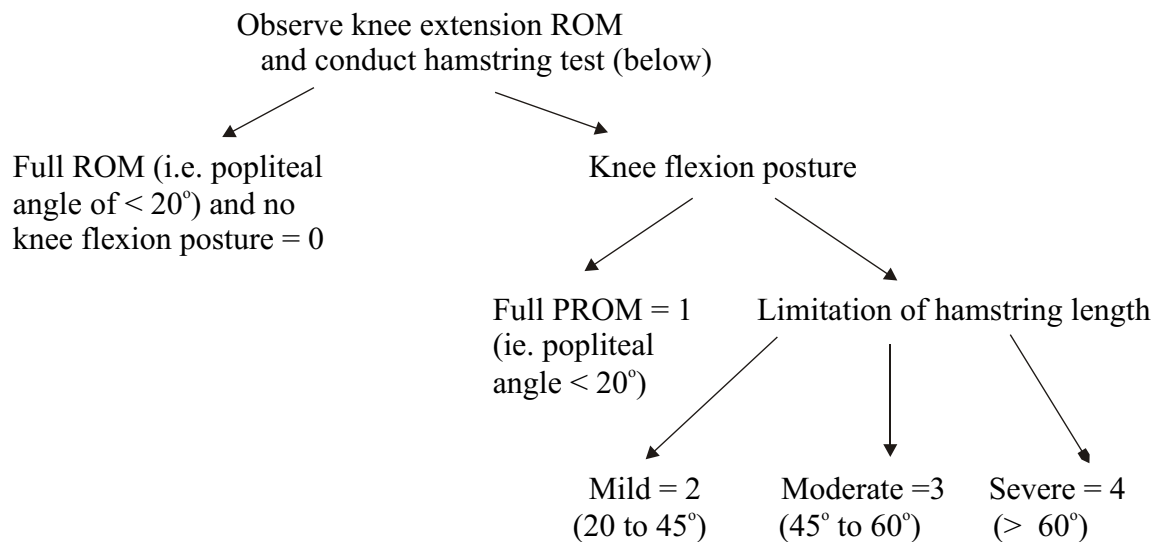 Observe knee extension ROM
and conduct hamstring test (below)
Full ROM (i.e. popliteal
angle of < 20°) and no
knee flexion posture = 0
Knee flexion posture
Full PROM = 1
(ie. popliteal
angle < 20°)
Limitation of hamstring length
Mild = 2
(20 to 45°)
Moderate =3
(45° to 60°)
Severe = 4
(> 60°)